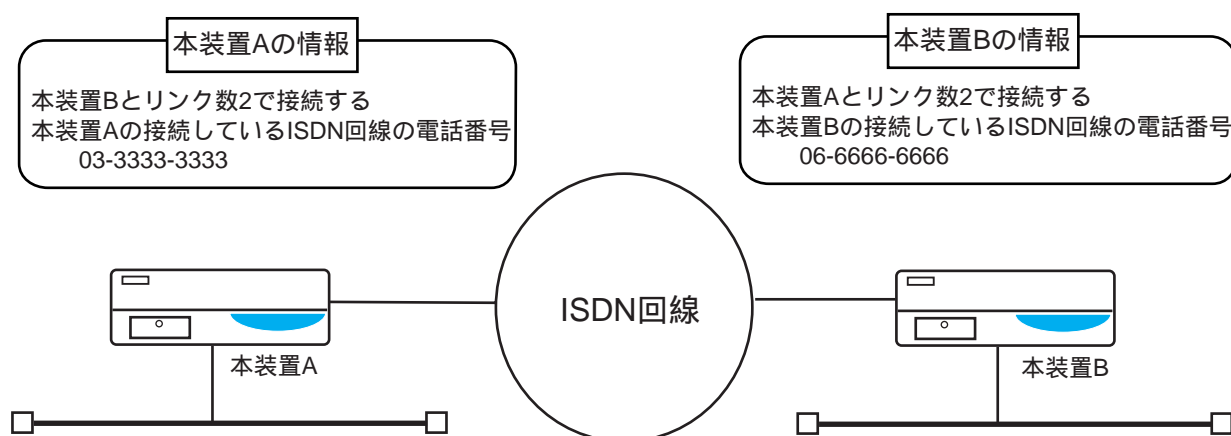 本装置Aの情報
本装置Bとリンク数2で接続する
本装置Aの接続しているISDN回線の電話番号
03-3333-3333
本装置Bの情報
本装置Aとリンク数2で接続する
本装置Bの接続しているISDN回線の電話番号
06-6666-6666
ISDN回線
本装置A
本装置B